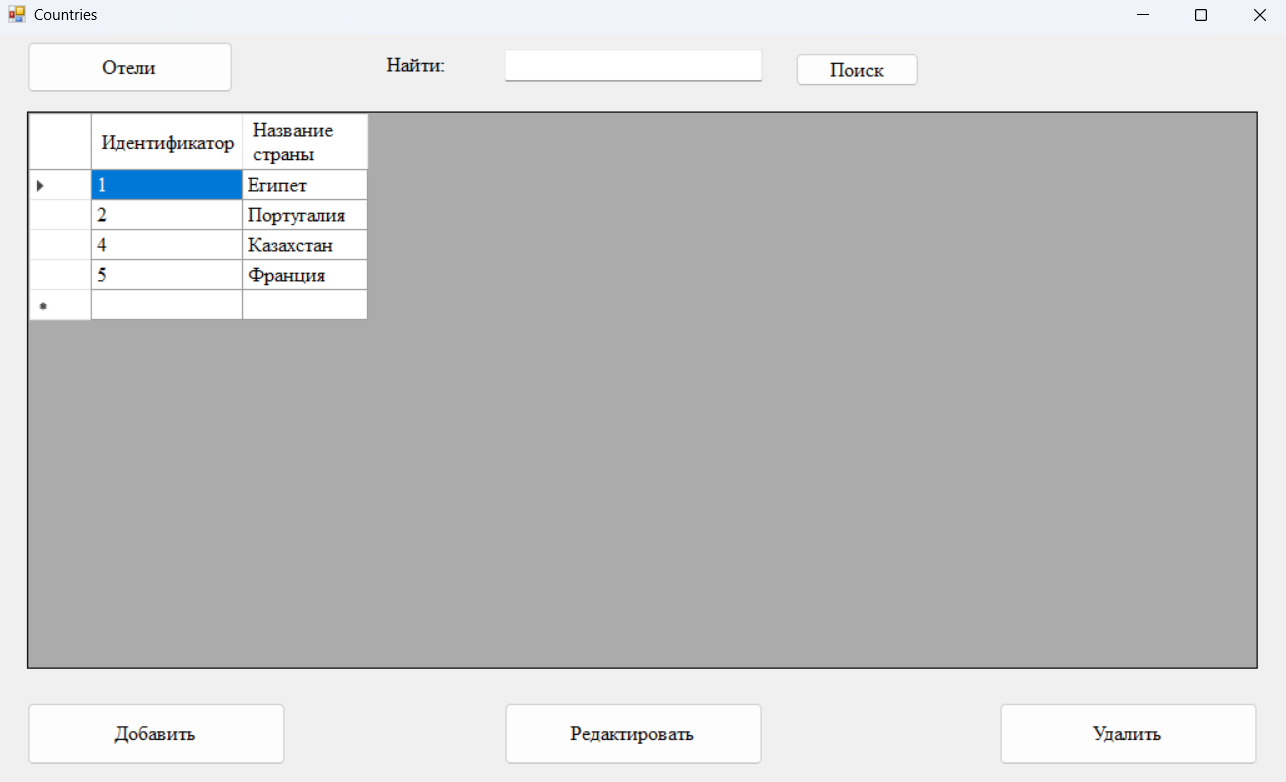 Countries
Отели
Найти:
Поиск
Идентификатор
Название
страны
1 Египет
2 Португалия
4 Казахстан
5 Франция
Добавить
Редактировать
Удалить